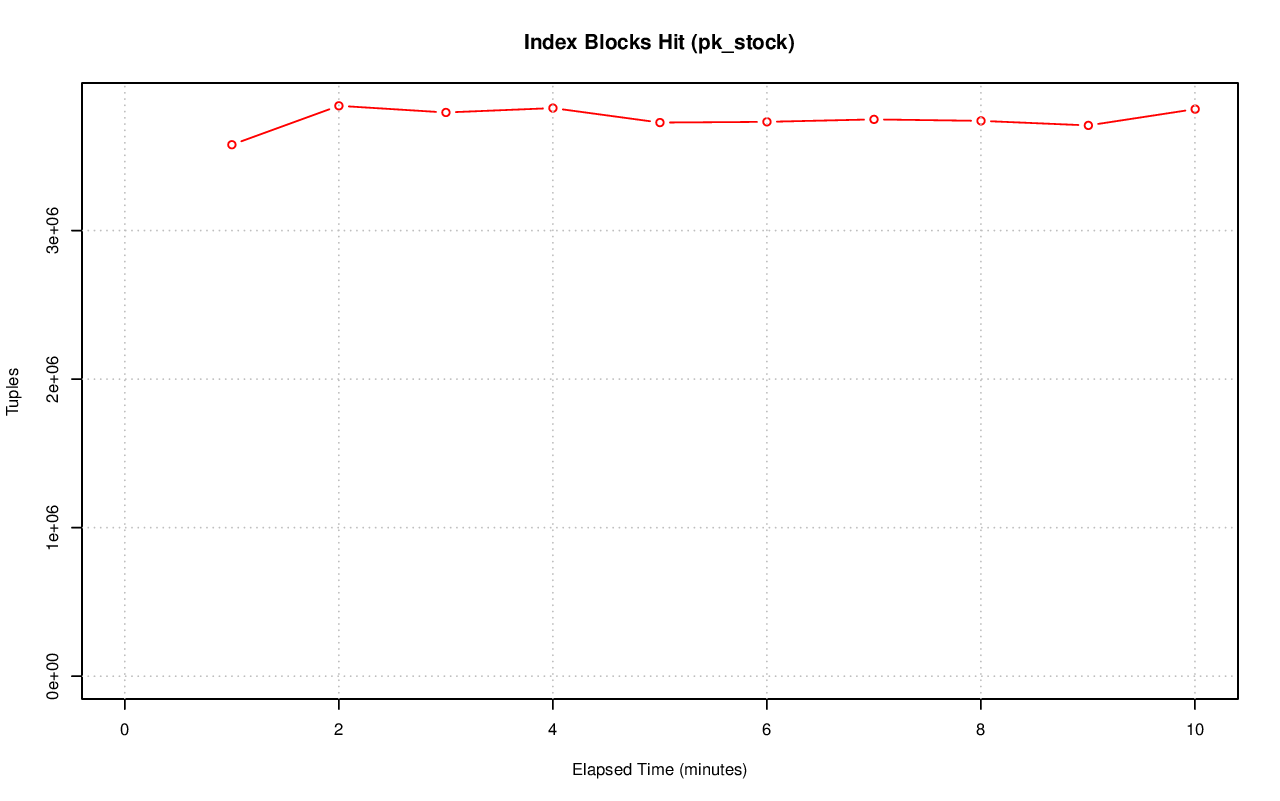 Index Blocks Hit (pk_stock)
Tuples
3e+06
2e+06
1e+06
0e+00
0 2 4 6 8 10
Elapsed Time (minutes)